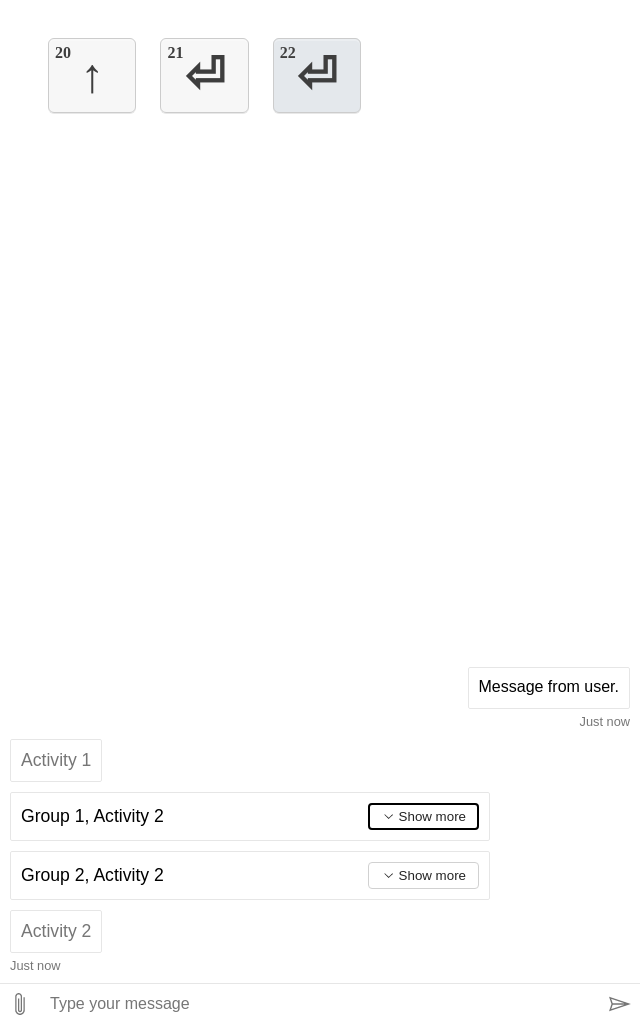 20
↑
21
⏎
22
⏎
Message from user.
Just now
Activity 1
Group 1, Activity 2
Show more
Group 2, Activity 2
Show more
Activity 2
Just now
Type your message